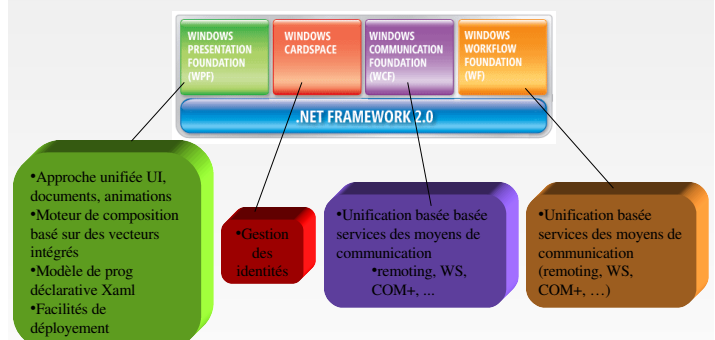 WINDOWS
PRESENTATION
FOUNDATION
(WPF)
WINDOWS
CARDSPACE
WINDOWS
COMMUNICATION
FOUNDATION
(WCF)
WINDOWS
WORKFLOW
FOUNDATION
(WF)
.NET FRAMEWORK 2.0
•Approche unifiée UI,
documents, animations
•Moteur de composition
basé sur des vecteurs
intégrés
•Modèle de prog
déclarative Xaml
•Facilités de
déployement
•Gestion
des
identités
•Unification basée basée
services des moyens de
communication
•remoting, WS,
COM+, ...
•Unification basée
services des moyens de
communication
(remoting, WS,
COM+, …)